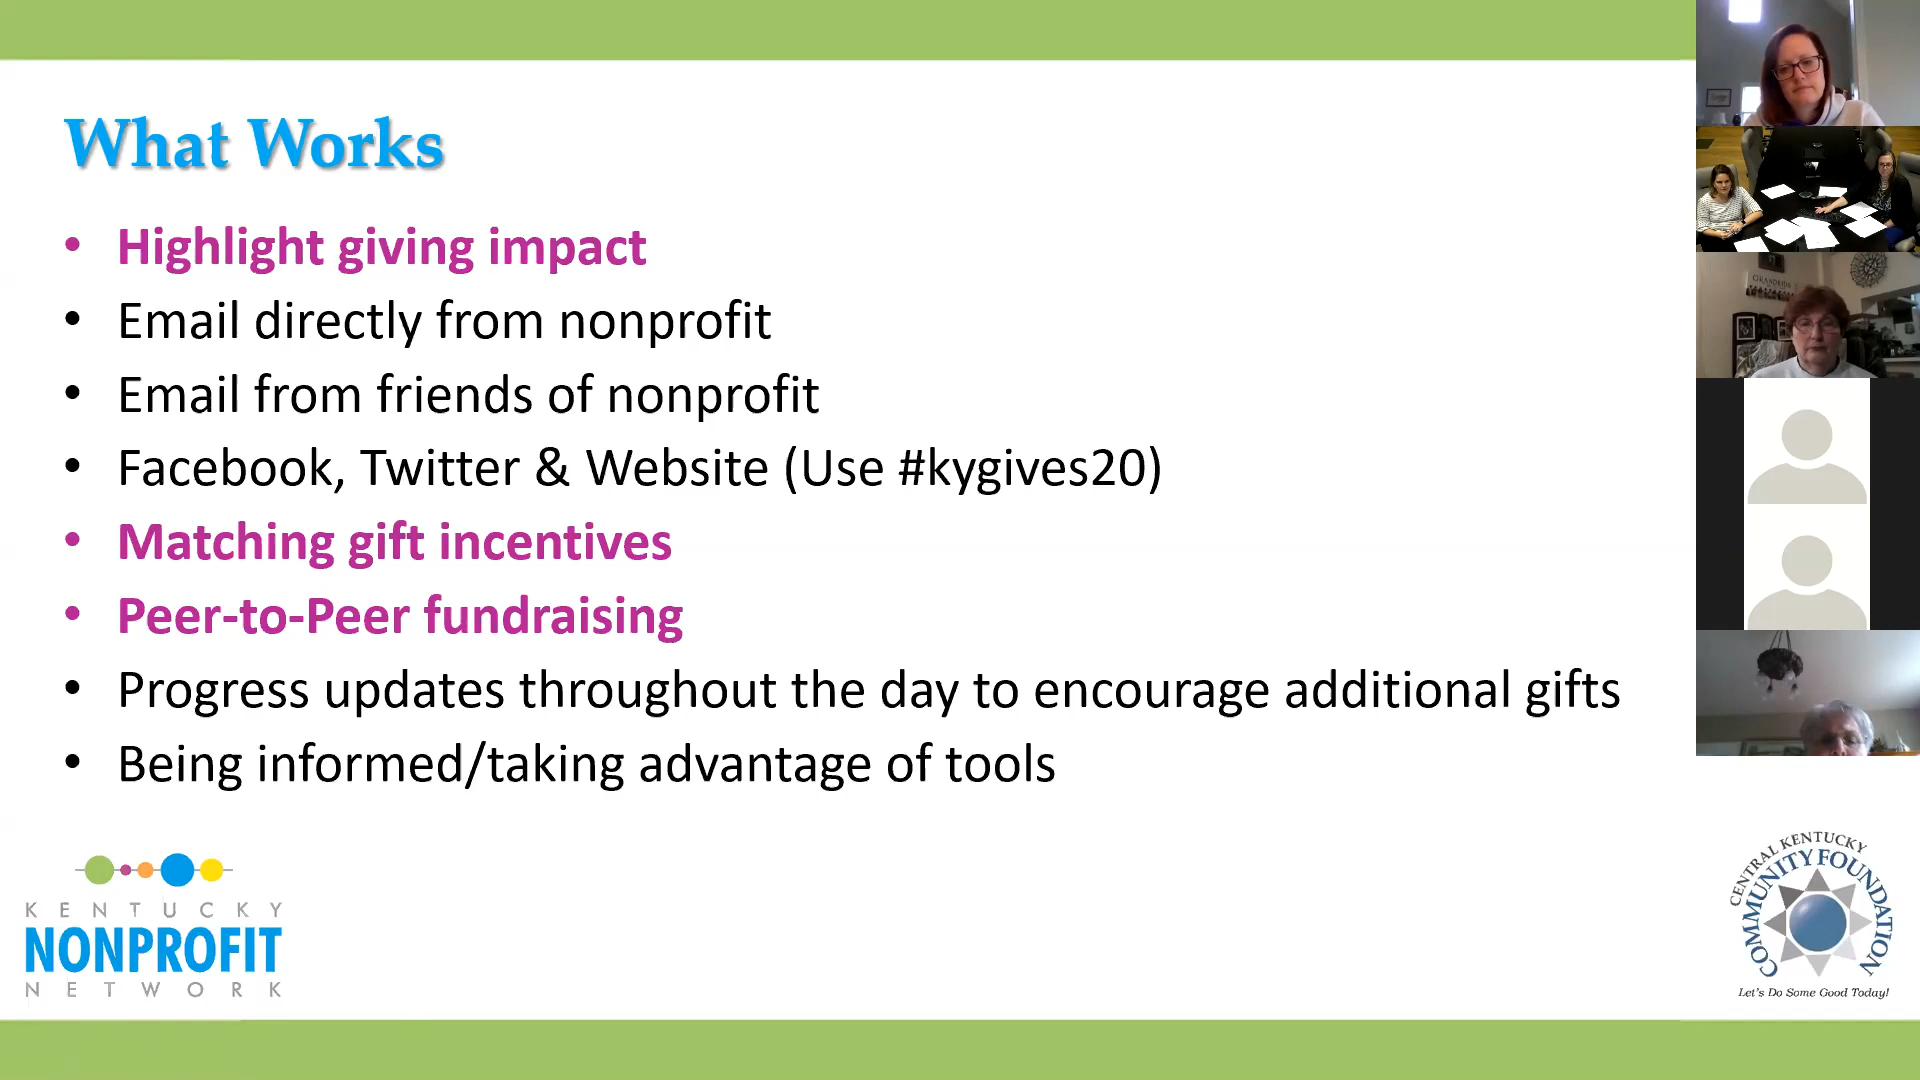 What Works
• Highlight giving impact
• Email directly from nonprofit
• Email from friends of nonprofit
• Facebook, Twitter & Website (Use #kygives20)
• Matching gift incentives
• Peer-to-Peer fundraising
• Progress updates throughout the day to encourage additional gifts
• Being informed/taking advantage of tools
KENTUCKY
NONPROFIT
NETWORK
CENTRAL KENTUCKY
COMMUNITY FOUNDATION
Let's Do Some Good Today!